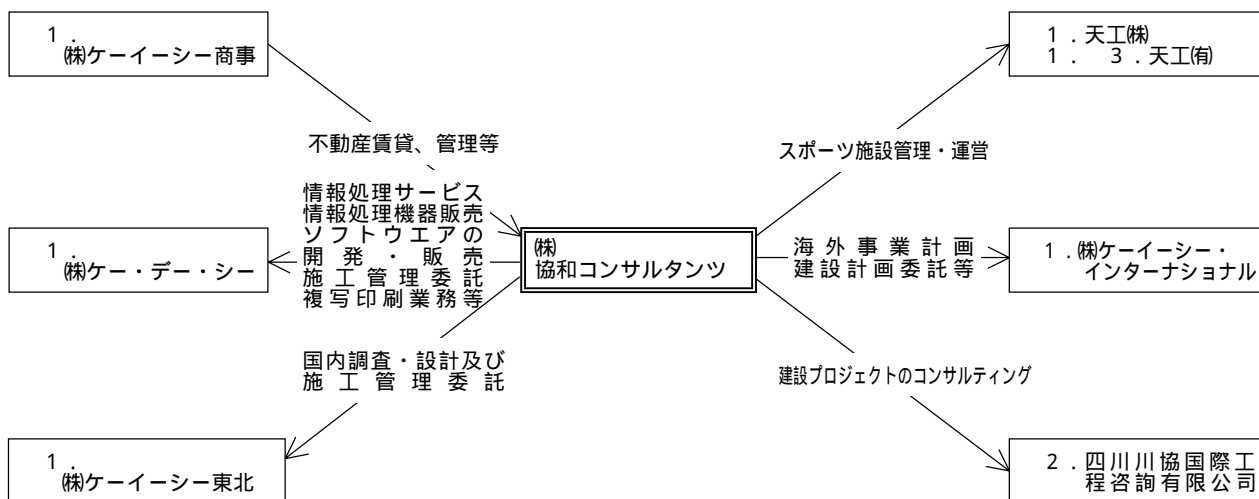 1．
㈱ケーイーシー商事
不動産賃貸、管理等
情報処理サービス
情報処理機器販売
ソフトウエアの
開発・販売
施工管理委託
複写印刷業務等
1．
㈱ケー・デー・シー
国内調査・設計及び
施工管理委託
1．
㈱ケーイーシー東北
㈱
協和コンサルタンツ
1．天工㈱
1．　3．天工㈲
スポーツ施設管理・運営
海外事業計画
建設計画委託等
1．㈱ケーイーシー・
インターナショナル
建設プロジェクトのコンサルティング
2．四川川協国際工
程咨詢有限公司